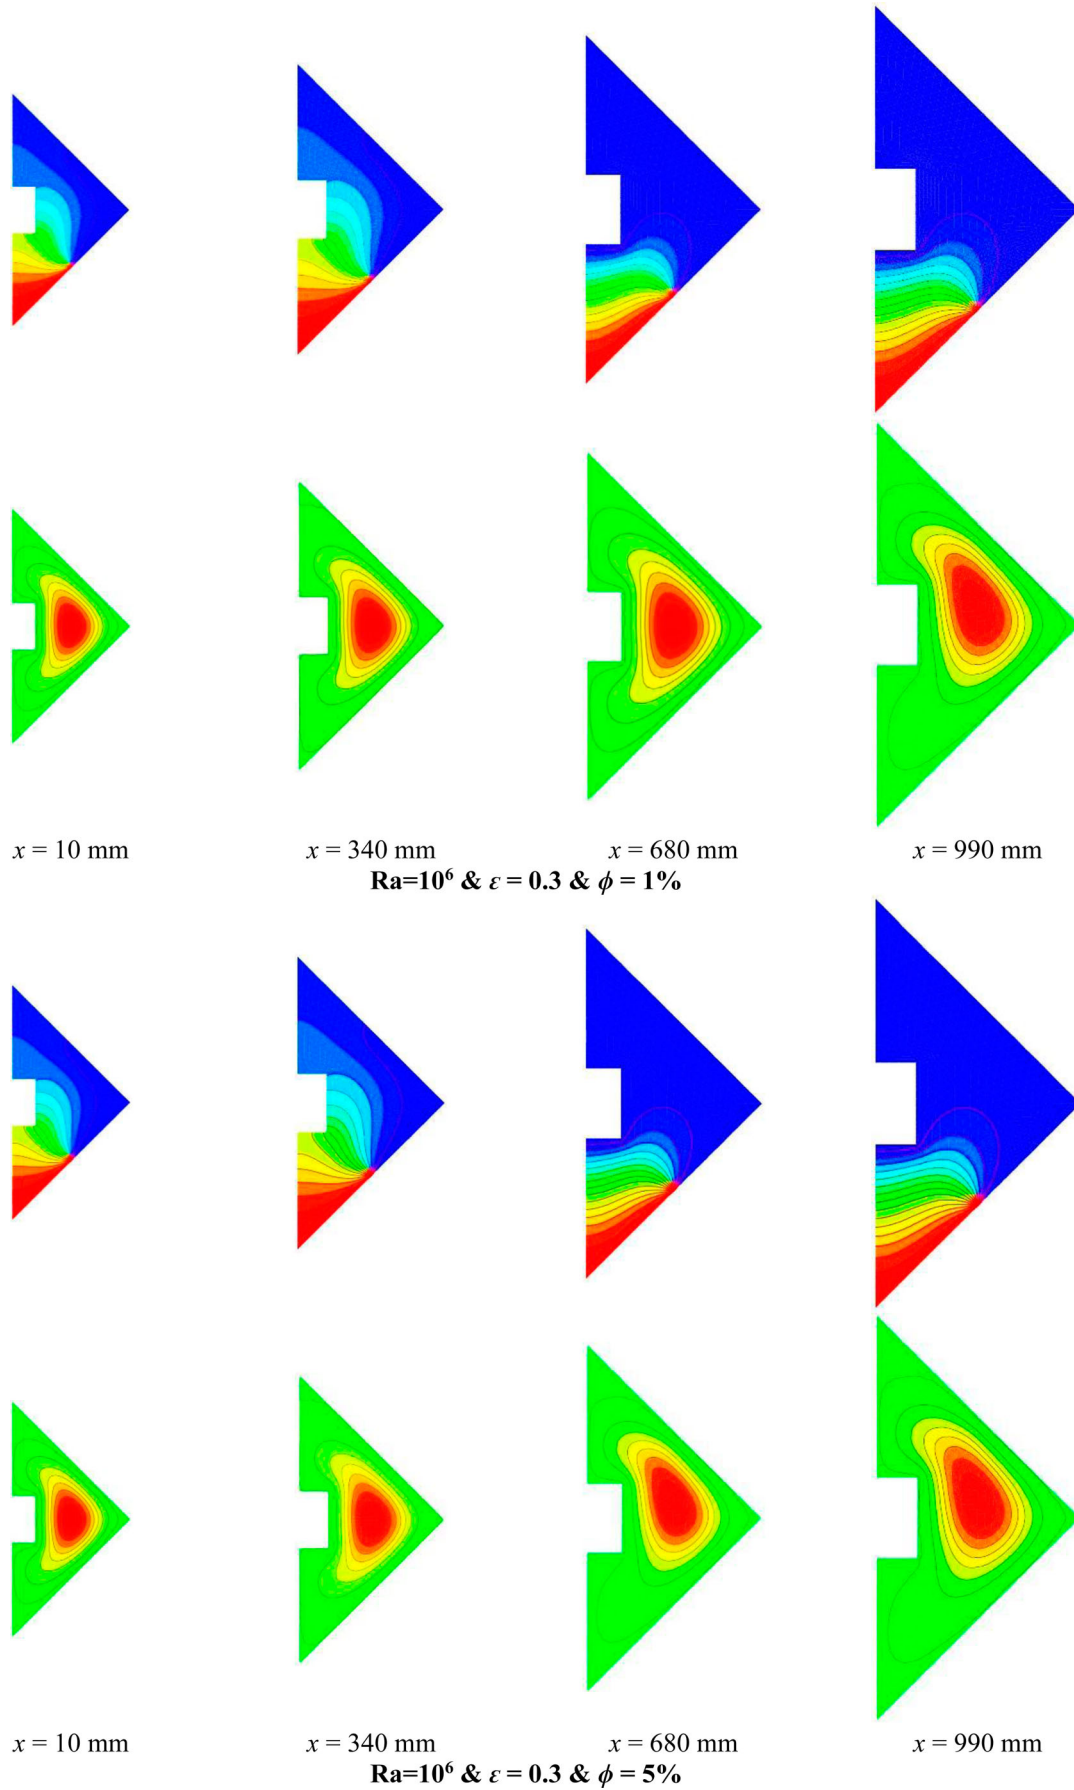 x = 10 mm x = 340 mm x = 680 mm x = 990 mm
Ra=10⁶ & ε = 0.3 & ϕ = 1%
x = 10 mm x = 340 mm x = 680 mm x = 990 mm
Ra=10⁶ & ε = 0.3 & ϕ = 5%